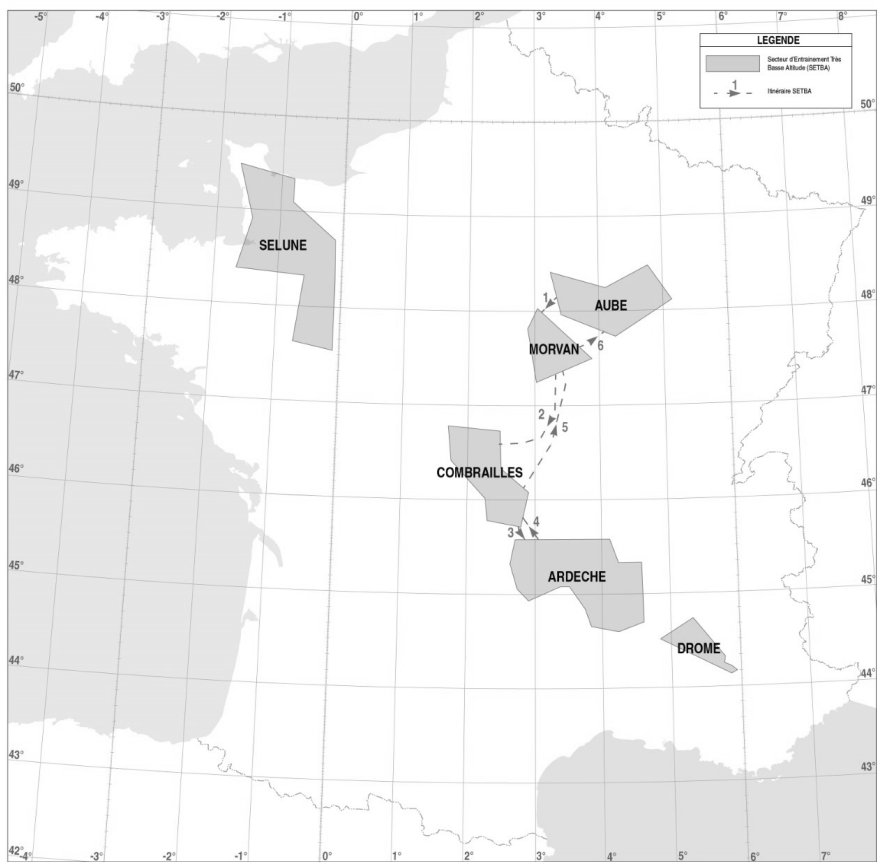 -5° -4° -3° -2° -1° 0° 1° 2° 3° 4° 5° 6° 7° 8°
LEGENDE
Secteur d'Entrainement Très
Basse Altitude (SETBA)
1
Itinéraire SETBA
50°
50°
49°
49°
SELUNE
48°
48°
1
AUBE
MORVAN
6
47°
47°
2
5
COMBRAILLES
46°
46°
3
4
ARDECHE
45°
45°
DROME
44°
44°
43°
43°
42°
-4° -3° -2° -1° 0° 1° 2° 3° 4° 5° 6° 7°